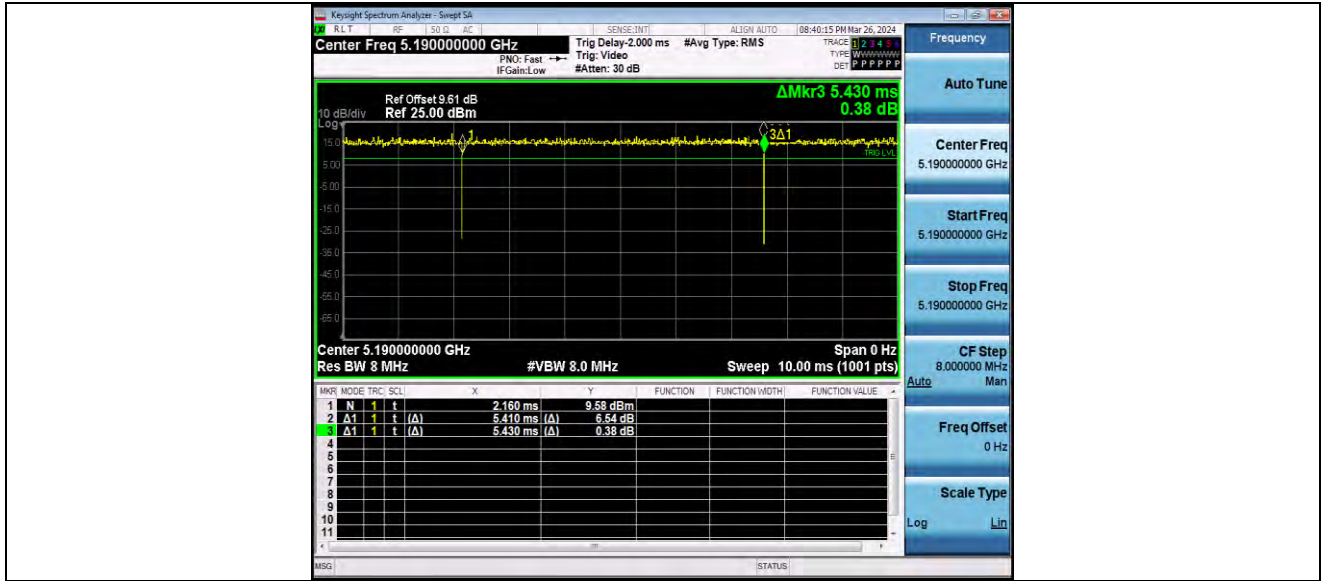 Keysight Spectrum Analyzer - Swept SA
RLT RF 50 Ω AC SENSE:INT ALIGN AUTO 08:40:15 PM Mar 26, 2024
Center Freq 5.190000000 GHz
PNO: Fast
IFGain:Low
Trig Delay-2.000 ms
Trig: Video
#Atten: 30 dB
#Avg Type: RMS
TRACE 1 2 3 4 5 6
TYPE WWWWWW
DET P P P P P P
ΔMkr3 5.430 ms
0.38 dB
Ref Offset 9.61 dB
10 dB/div Ref 25.00 dBm
Log
1
3Δ1
15.0
TRIG LVL
5.00
-5.00
-15.0
-25.0
-35.0
-45.0
-55.0
-65.0
Center 5.190000000 GHz Span 0 Hz
Res BW 8 MHz #VBW 8.0 MHz Sweep 10.00 ms (1001 pts)
MKR MODE TRC SCL X Y FUNCTION FUNCTION WIDTH FUNCTION VALUE
1 N 1 t 2.160 ms 9.58 dBm
2 Δ1 1 t (Δ) 5.410 ms (Δ) 6.54 dB
3 Δ1 1 t (Δ) 5.430 ms (Δ) 0.38 dB
4
5
6
7
8
9
10
11
MSG STATUS
Frequency
Auto Tune
Center Freq
5.190000000 GHz
Start Freq
5.190000000 GHz
Stop Freq
5.190000000 GHz
CF Step
8.000000 MHz
Auto Man
Freq Offset
0 Hz
Scale Type
Log Lin